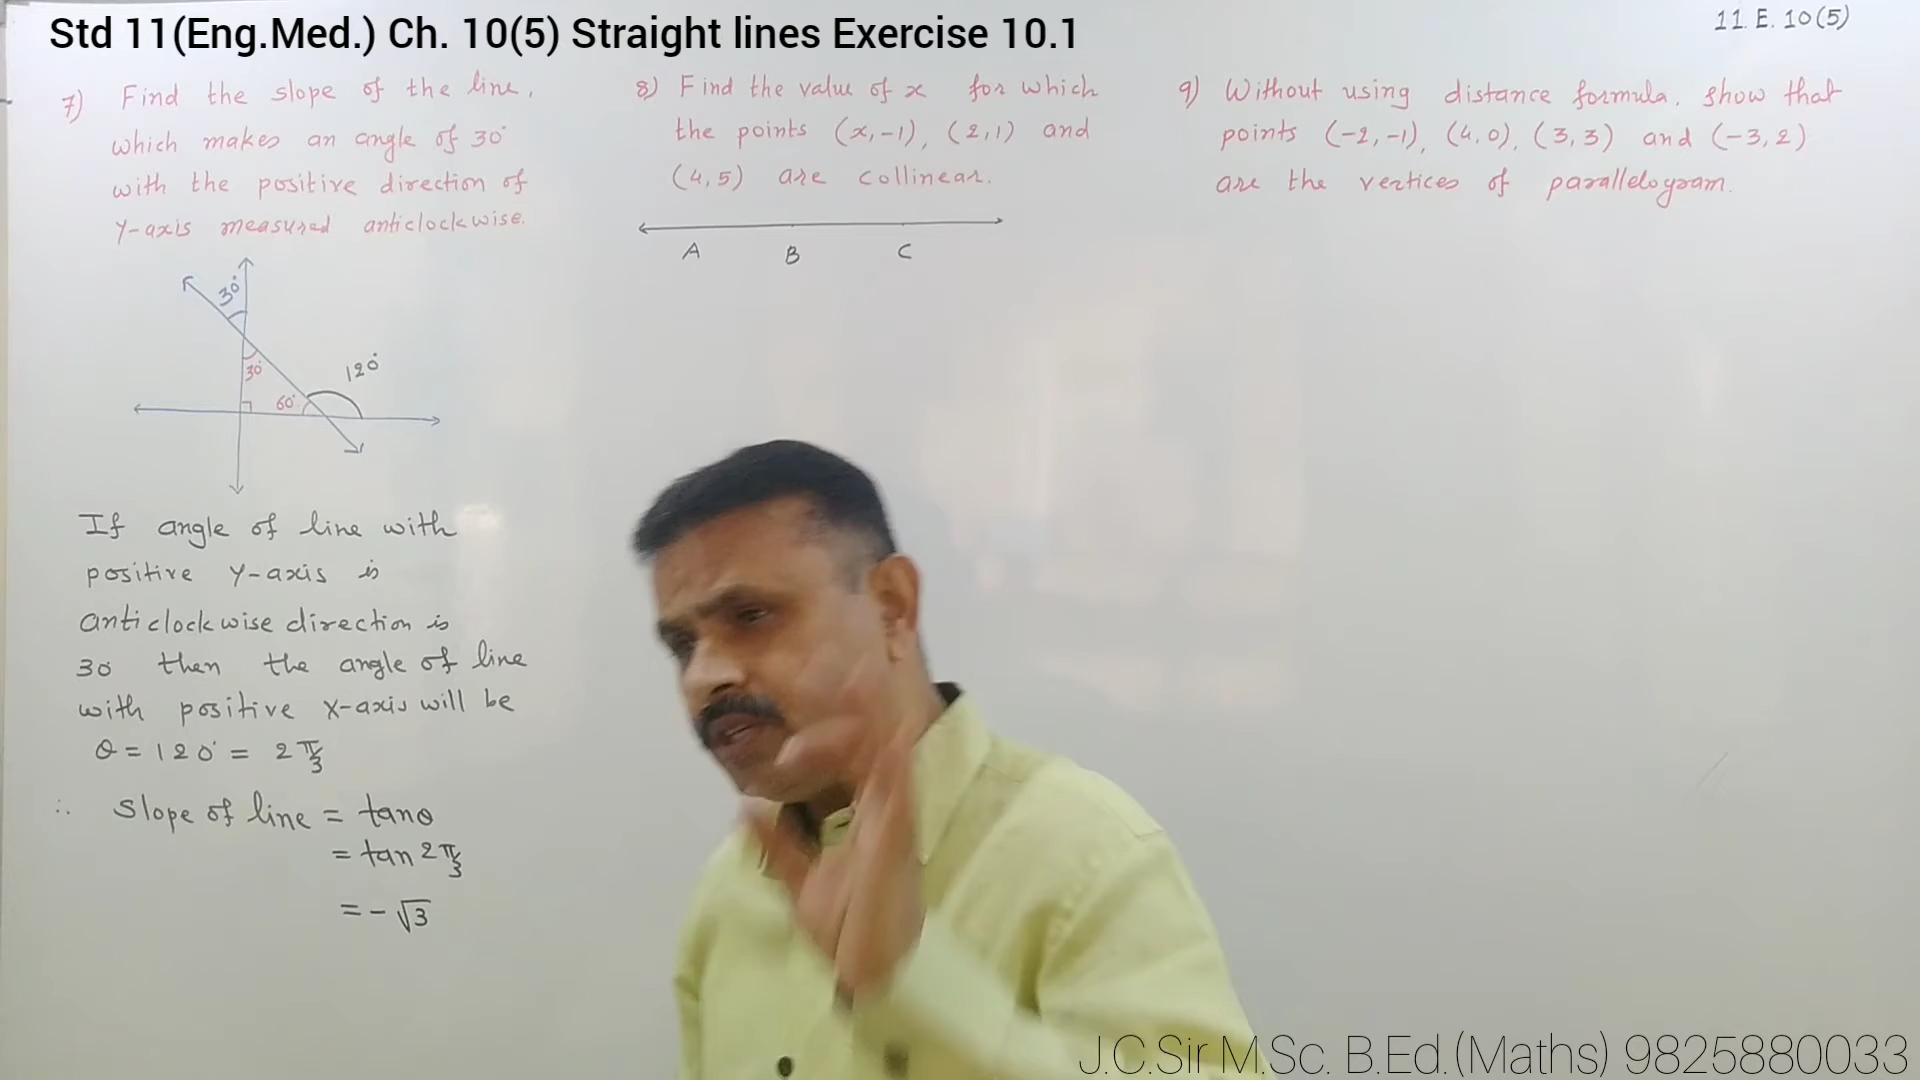 Std 11(Eng.Med.) Ch. 10(5) Straight lines Exercise 10.1
11. E. 10(5)
7) Find the slope of the line,
which makes an angle of 30°
with the positive direction of
Y-axis measured anticlockwise.
30°
30°
60°
120°
If angle of line with
positive Y-axis is
anticlockwise direction is
30° then the angle of line
with positive X-axis will be
θ = 120° = 2π/3
∴ Slope of line = tanθ
= tan 2π/3
= -√3
8) Find the value of x for which
the points (x,-1), (2,1) and
(4,5) are collinear.
A B C
9) Without using distance formula, show that
points (-2,-1), (4,0), (3,3) and (-3,2)
are the vertices of parallelogram.
J.C.Sir M.Sc. B.Ed.(Maths) 9825880033